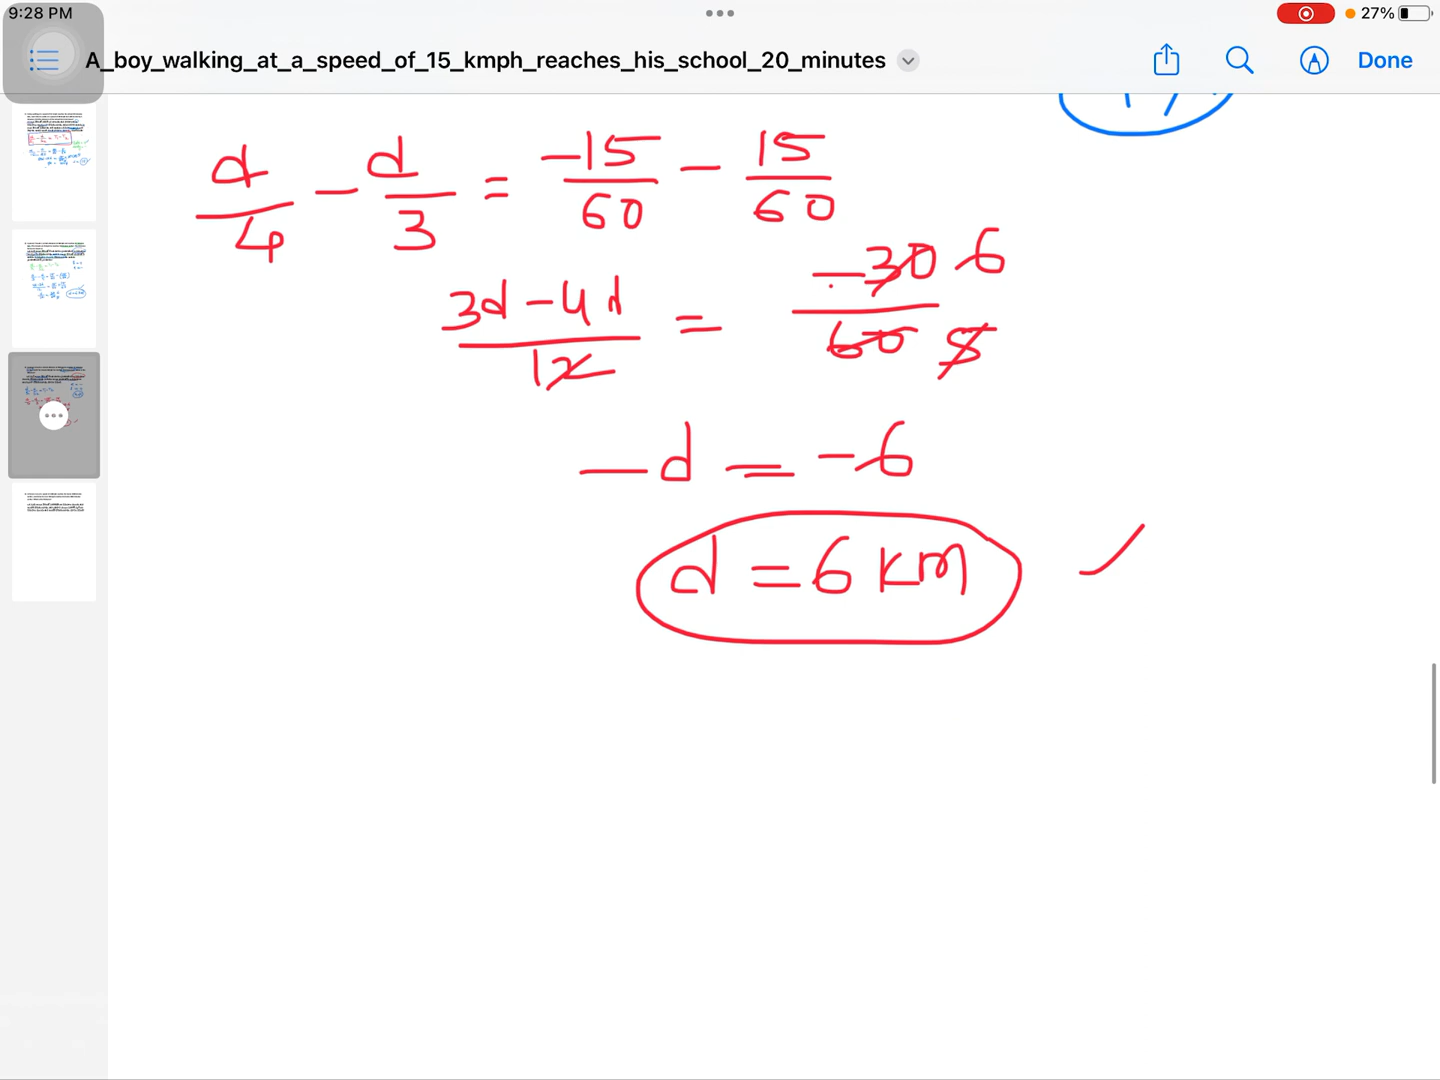 9:28 PM
27%
A_boy_walking_at_a_speed_of_15_kmph_reaches_his_school_20_minutes
Done
d/4 - d/3 = -15/60 - 15/60
3d - 4d/12 = -30/60 6/5
-d = -6
d = 6 km